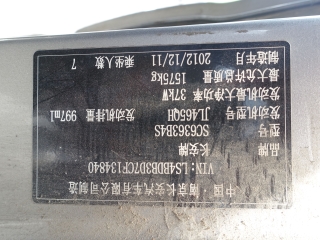 中国·南京长安汽车有限公司制造
VIN:LS4BDB3D7CF134840
品牌 长安牌
型号 SC6363B4S
发动机型号 JL465QH 发动机排量 997ml
发动机最大净功率 37kW
最大允许总质量 1575kg
制造年月 2012/12/11 乘坐人数 7